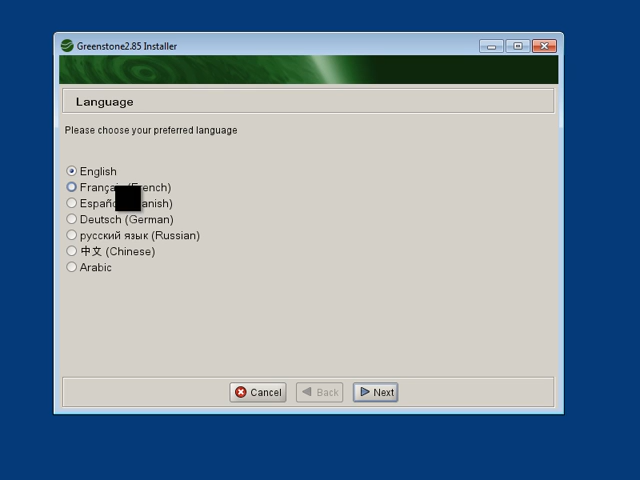 Greenstone2.85 Installer
Language
Please choose your preferred language
English
(French)
Deutsch (German)
русский язык (Russian)
中文 (Chinese)
Arabic
Cancel
Back
Next